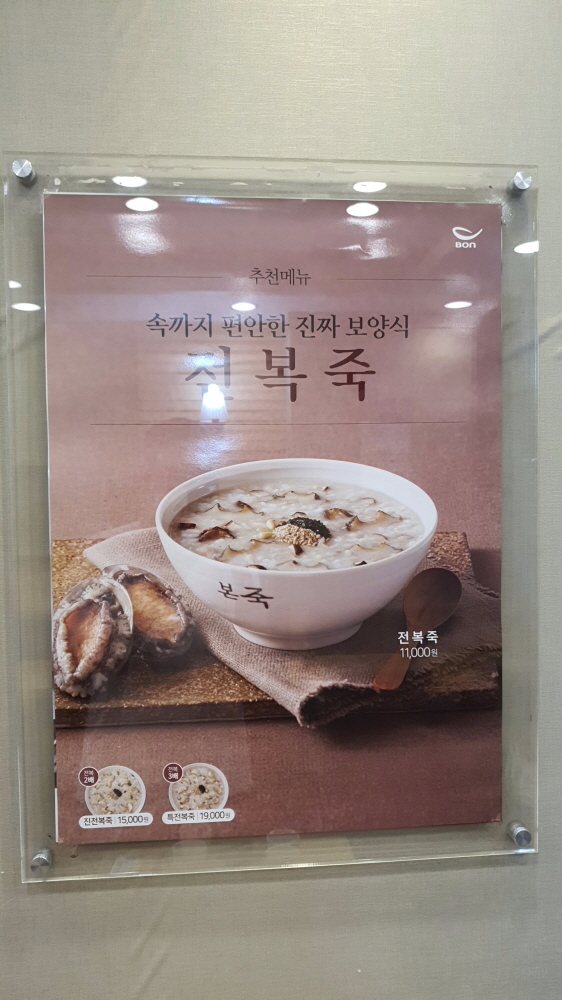 BON
추천메뉴
속까지 편안한 진짜 보양식
전복죽
본죽
전복죽
11,000원
전복 2배
진전복죽 15,000원
전복 3배
특전복죽 19,000원